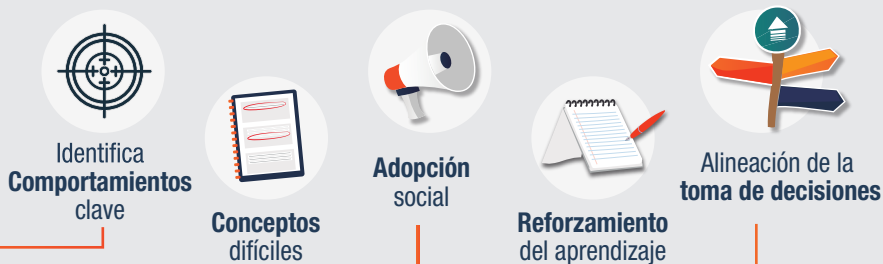 Identifica
Comportamientos
clave
Conceptos
difíciles
Adopción
social
Reforzamiento
del aprendizaje
Alineación de la
toma de decisiones